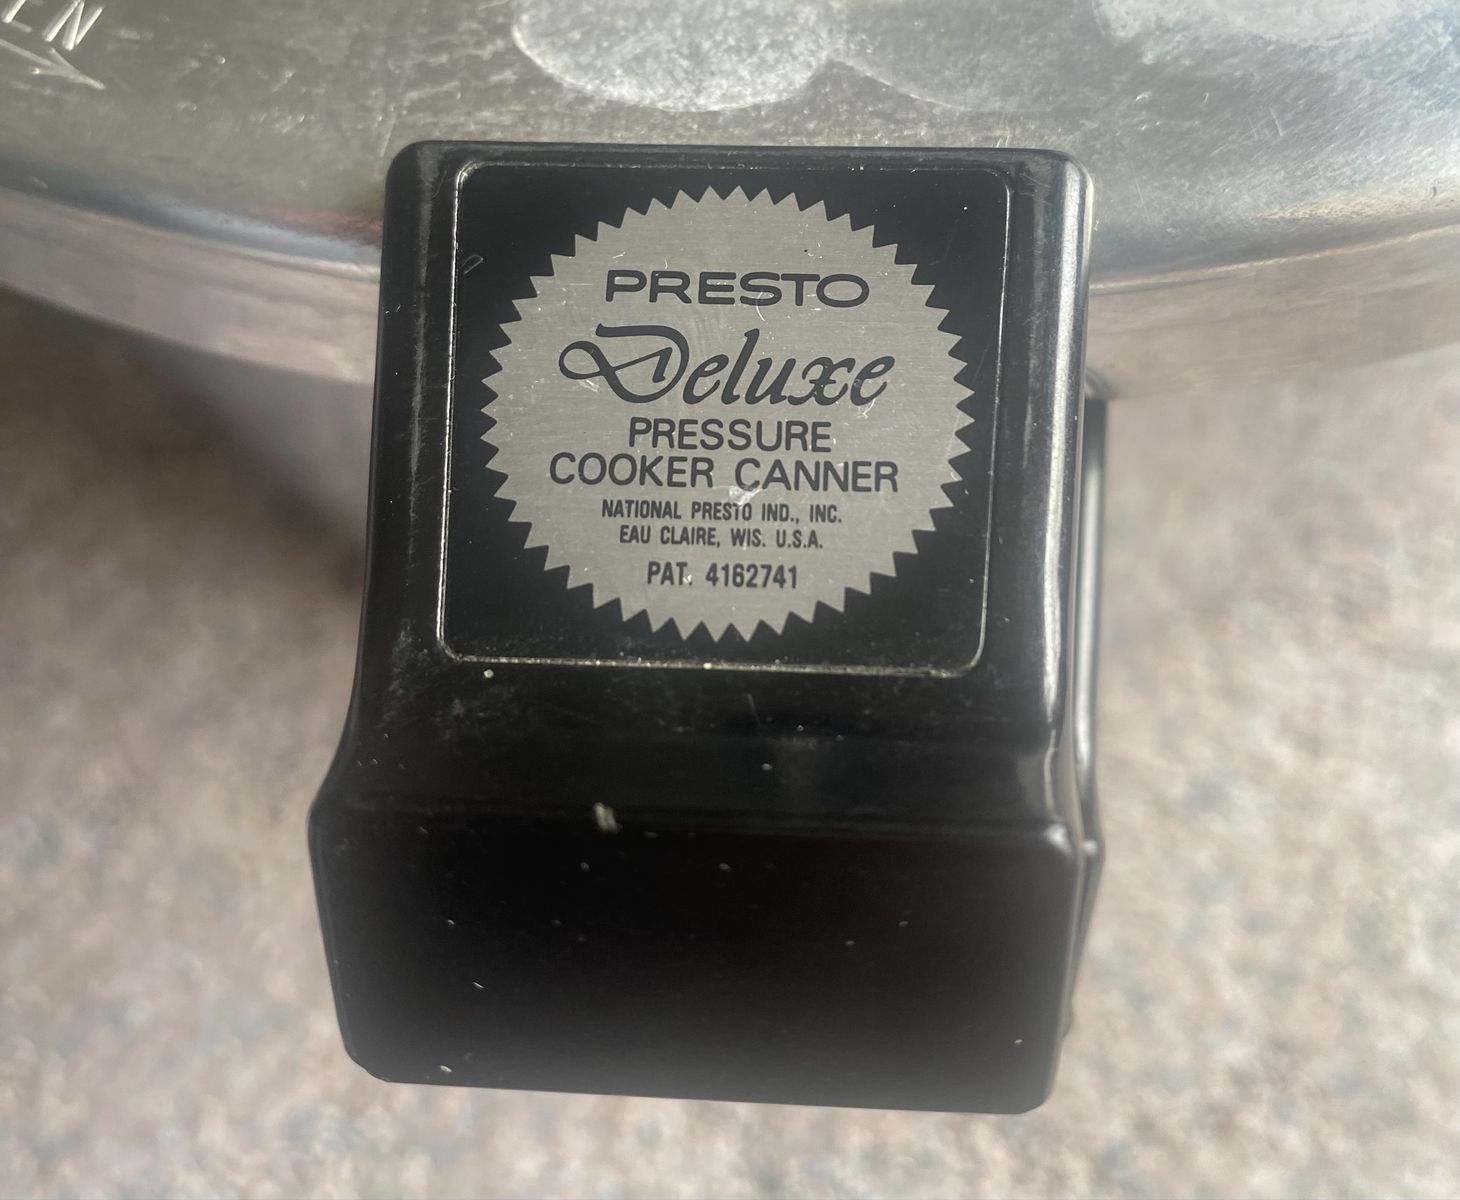 PRESTO
Deluxe
PRESSURE
COOKER CANNER
NATIONAL PRESTO IND., INC.
EAU CLAIRE, WIS. U.S.A.
PAT. 4162741